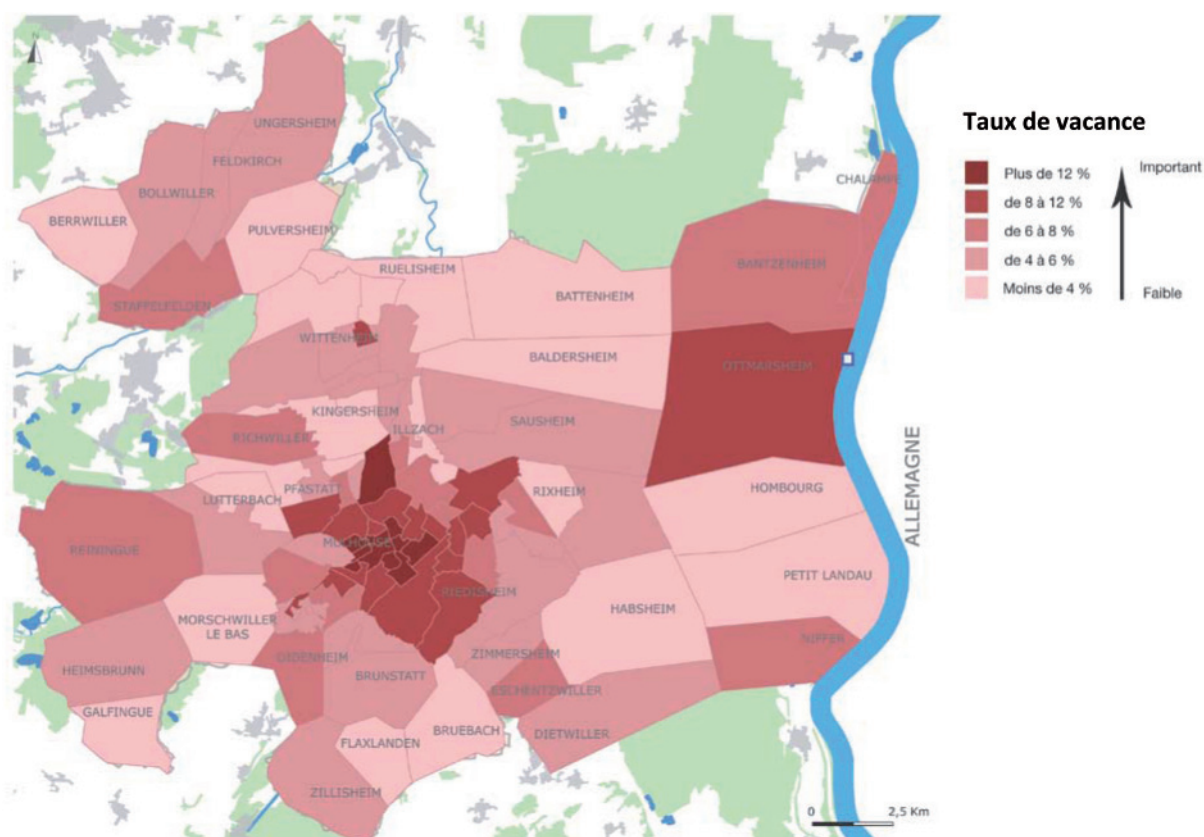 N
UNGERSHEIM
FELDKIRCH
BOLLWILLER
BERRWILLER
PULVERSHEIM
RUELISHEIM
STAFFELFELDEN
BATTENHEIM
BANTZENHEIM
CHALAMPE
WITTENHEIM
BALDERSHEIM
OTTMARSHEIM
KINGERSHEIM
ILLZACH
SAUSHEIM
RICHWILLER
PFASTATT
LUTTERBACH
RIXHEIM
HOMBOURG
ALLEMAGNE
REININGUE
MULHOUSE
PETIT LANDAU
RIEDISHEIM
HABSHEIM
MORSCHWILLER
LE BAS
NIFFER
HEIMSBRUNN
DIDENHEIM
ZIMMERSHEIM
BRUNSTATT
ESCHENTZWILLER
GALFINGUE
BRUEBACH
DIETWILLER
FLAXLANDEN
ZILLISHEIM
0 2,5 Km
Taux de vacance
Plus de 12 %
de 8 à 12 %
de 6 à 8 %
de 4 à 6 %
Moins de 4 %
Important
Faible